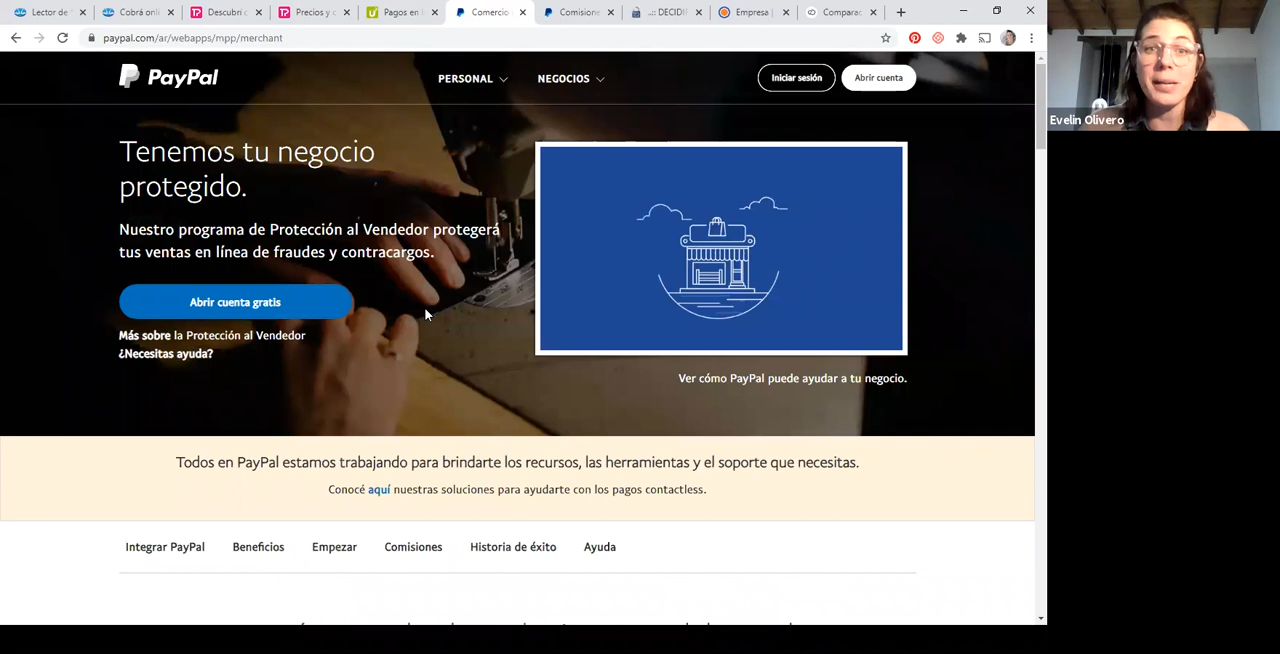 Lector de
Cobrá onli
Descubrí c
Precios y c
Pagos en l
Comercio
Comisione
..:: DECIDIR
Empresa |
Comparac
paypal.com/ar/webapps/mpp/merchant
PayPal
PERSONAL
NEGOCIOS
Iniciar sesión
Abrir cuenta
Evelin Olivero
Tenemos tu negocio
protegido.
Nuestro programa de Protección al Vendedor protegerá
tus ventas en línea de fraudes y contracargos.
Abrir cuenta gratis
Más sobre la Protección al Vendedor
¿Necesitas ayuda?
Ver cómo PayPal puede ayudar a tu negocio.
Todos en PayPal estamos trabajando para brindarte los recursos, las herramientas y el soporte que necesitas.
Conocé aquí nuestras soluciones para ayudarte con los pagos contactless.
Integrar PayPal
Beneficios
Empezar
Comisiones
Historia de éxito
Ayuda